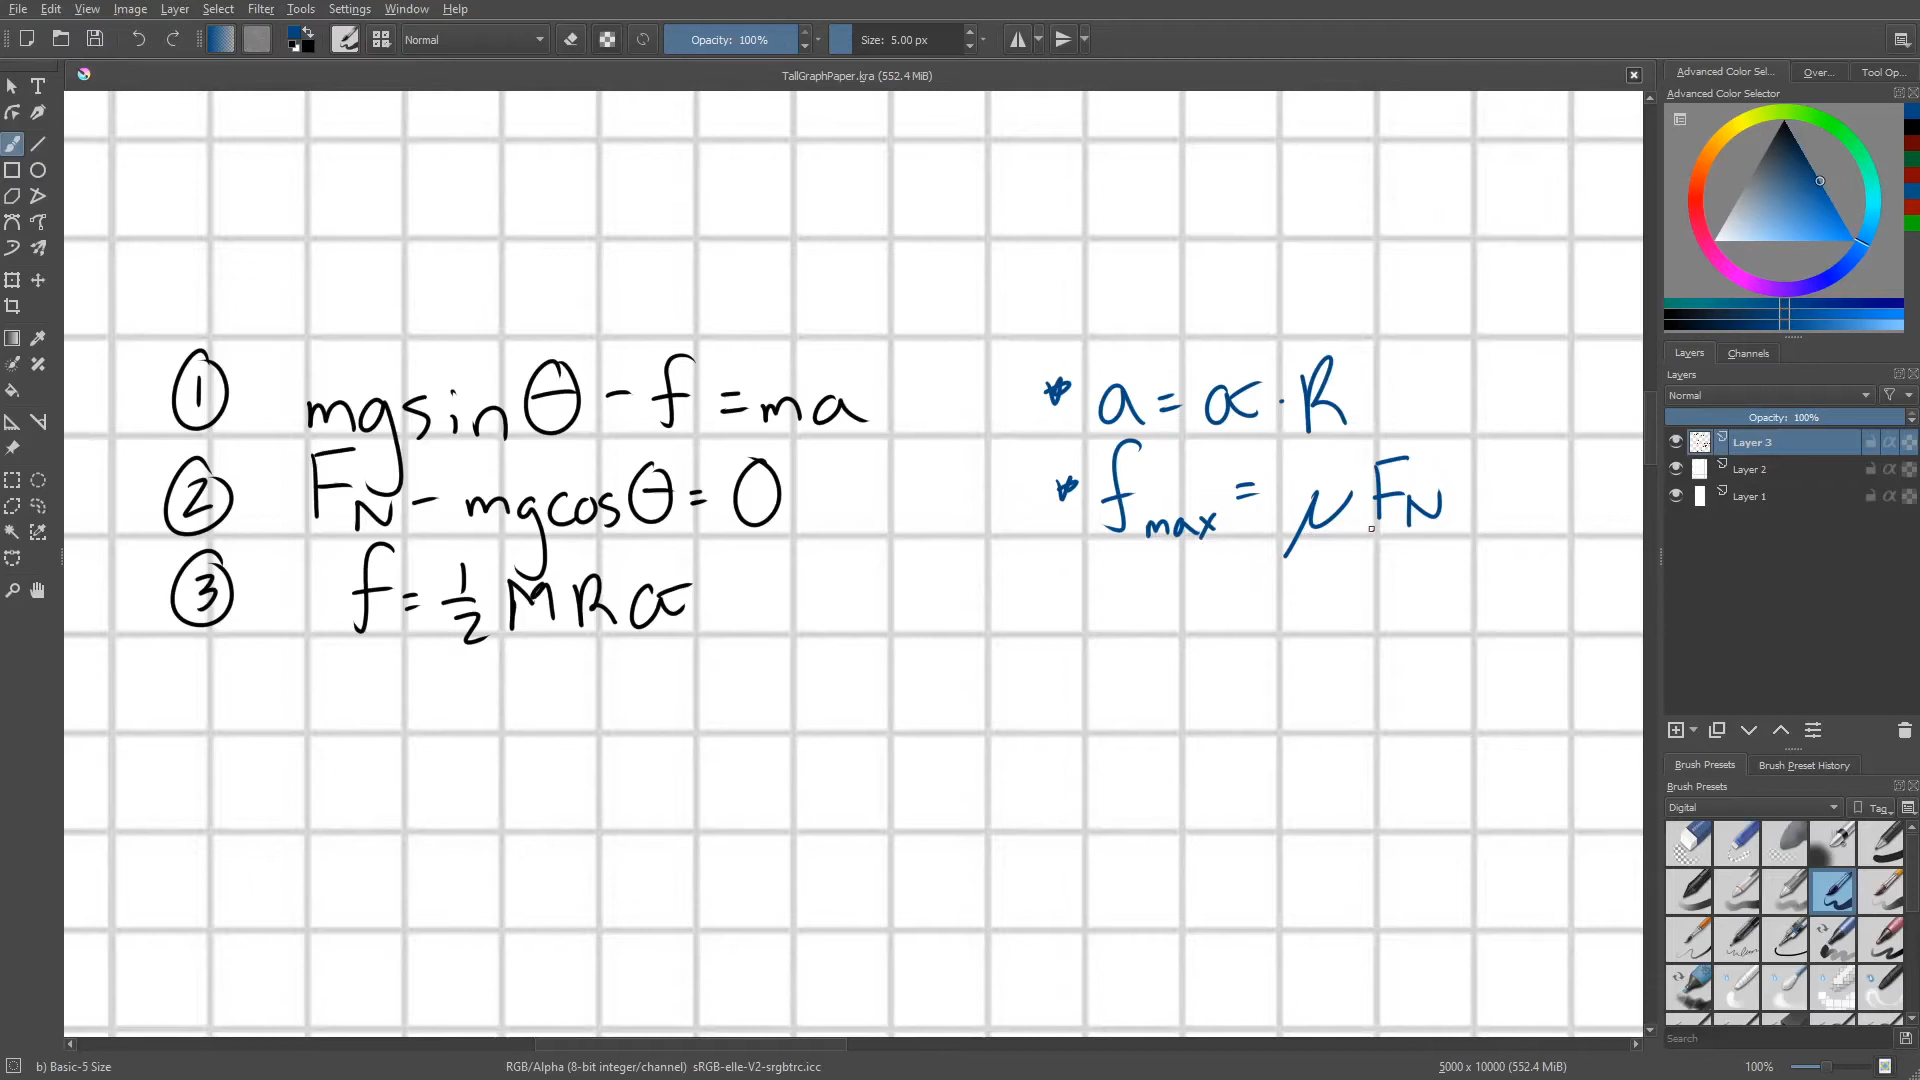 File Edit View Image Layer Select Filter Tools Settings Window Help
Normal Opacity: 100% Size: 5.00 px
TallGraphPaper.kra (552.4 MiB)
① mg sin θ - f = ma
② F_N - mg cos θ = 0
③ f = 1/2 M R α
* a = α · R
* f_max = μ F_N
Advanced Color Sel... Over... Tool Op...
Advanced Color Selector
Layers Channels
Layers
Normal
Opacity: 100%
Layer 3
Layer 2
Layer 1
Brush Presets Brush Preset History
Brush Presets
Digital Tag
Search
b) Basic-5 Size RGB/Alpha (8-bit integer/channel) sRGB-elle-V2-srgbtrc.icc 5000 x 10000 (552.4 MiB) 100%